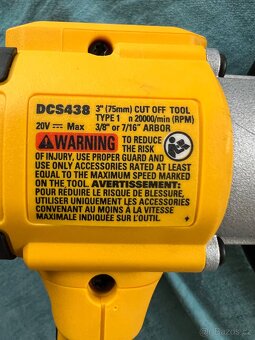 DCS438 3" (75mm) CUT OFF TOOL
TYPE 1 n 20000/min (RPM)
20V ⎓ Max 3/8" or 7/16" ARBOR
WARNING TO REDUCE
THE RISK
OF INJURY, USE PROPER GUARD AND
ONLY ACCESSORIES RATED AT LEAST
EQUAL TO THE MAXIMUM SPEED MARKED
ON THE TOOL. AVERTISSEMENT:
POUR RÉDUIRE LE RISQUE DE BLESSURE,
UTILISER UNIQUEMENT LES ACCESSOIRES
CONVENANT AU MOINS À LA VITESSE
MAXIMALE INDIQUÉE SUR L'OUTIL.